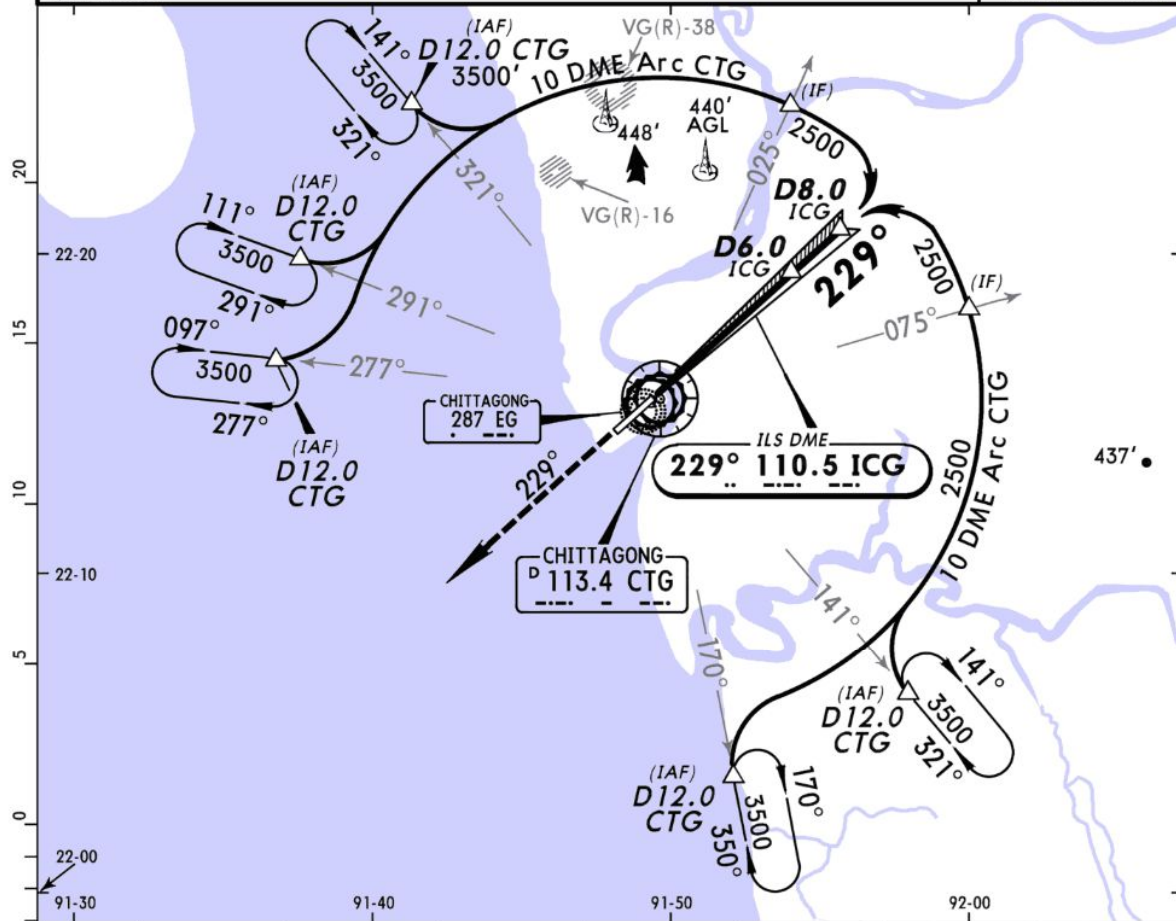 (IAF)
D12.0 CTG
3500'
141°
3500
321°
10 DME Arc CTG
VG(R)-38
448'
440'
AGL
(IF)
2500
025°
321°
VG(R)-16
(IAF)
D12.0
CTG
111°
3500
291°
291°
D8.0
ICG
D6.0
ICG
229°
2500
(IF)
075°
097°
3500
277°
277°
(IAF)
D12.0
CTG
CHITTAGONG
287 EG
229°
ILS DME
229° 110.5 ICG
CHITTAGONG
D 113.4 CTG
2500
10 DME Arc CTG
437'
141°
170°
(IAF)
D12.0
CTG
141°
3500
321°
(IAF)
D12.0
CTG
170°
3500
350°
20
15
10
5
0
22-20
22-10
22-00
91-30
91-40
91-50
92-00